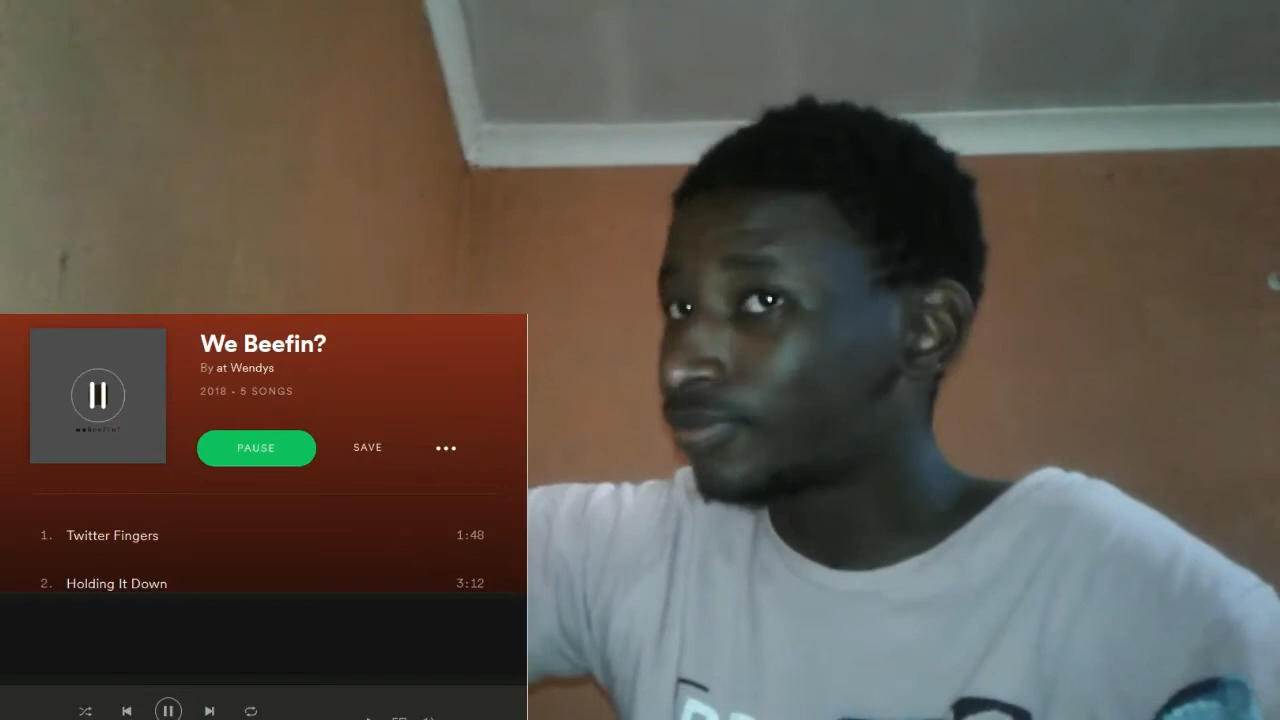 We Beefin?
By at Wendys
2018 - 5 SONGS
PAUSE
SAVE
1. Twitter Fingers 1:48
2. Holding It Down 3:12